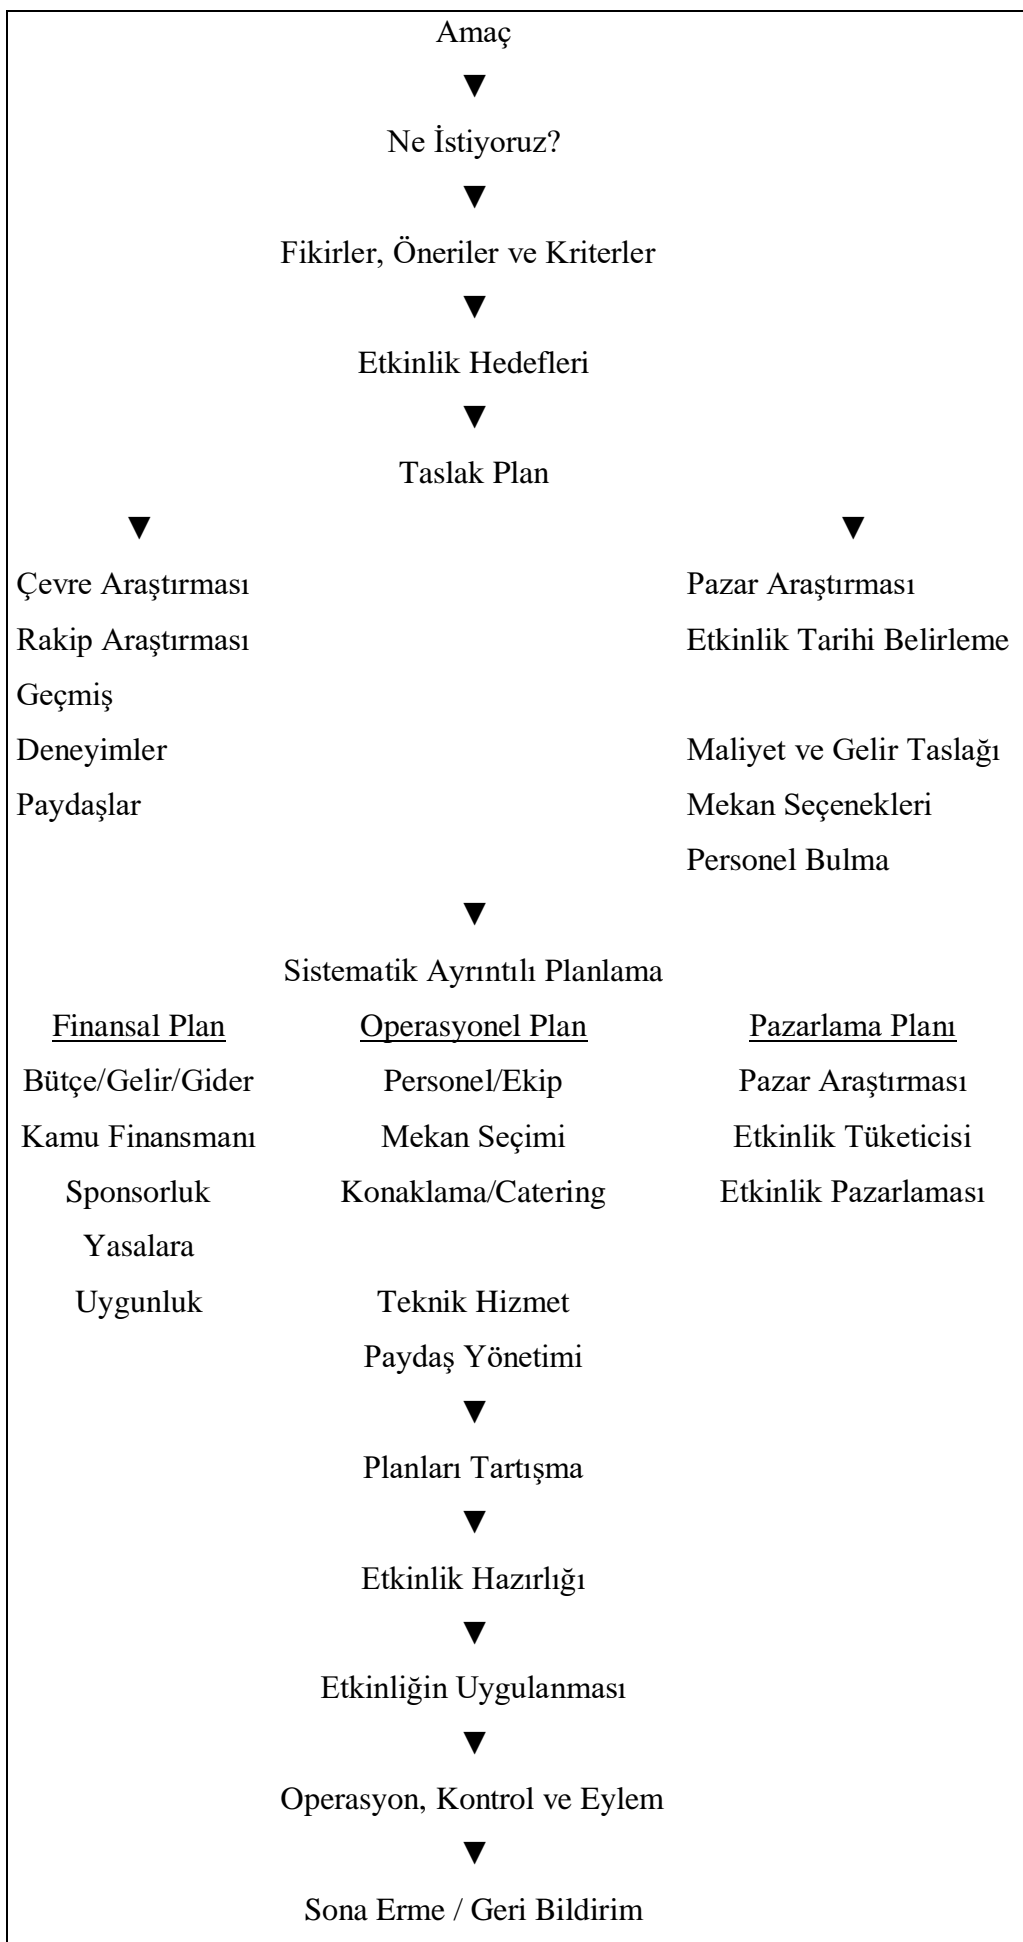 Amaç
▼
Ne İstiyoruz?
▼
Fikirler, Öneriler ve Kriterler
▼
Etkinlik Hedefleri
▼
Taslak Plan
▼ ▼
Çevre Araştırması Pazar Araştırması
Rakip Araştırması Etkinlik Tarihi Belirleme
Geçmiş
Deneyimler Maliyet ve Gelir Taslağı
Paydaşlar Mekan Seçenekleri
Personel Bulma
▼
Sistematik Ayrıntılı Planlama
Finansal Plan Operasyonel Plan Pazarlama Planı
Bütçe/Gelir/Gider Personel/Ekip Pazar Araştırması
Kamu Finansmanı Mekan Seçimi Etkinlik Tüketicisi
Sponsorluk Konaklama/Catering Etkinlik Pazarlaması
Yasalara
Uygunluk Teknik Hizmet
Paydaş Yönetimi
▼
Planları Tartışma
▼
Etkinlik Hazırlığı
▼
Etkinliğin Uygulanması
▼
Operasyon, Kontrol ve Eylem
▼
Sona Erme / Geri Bildirim